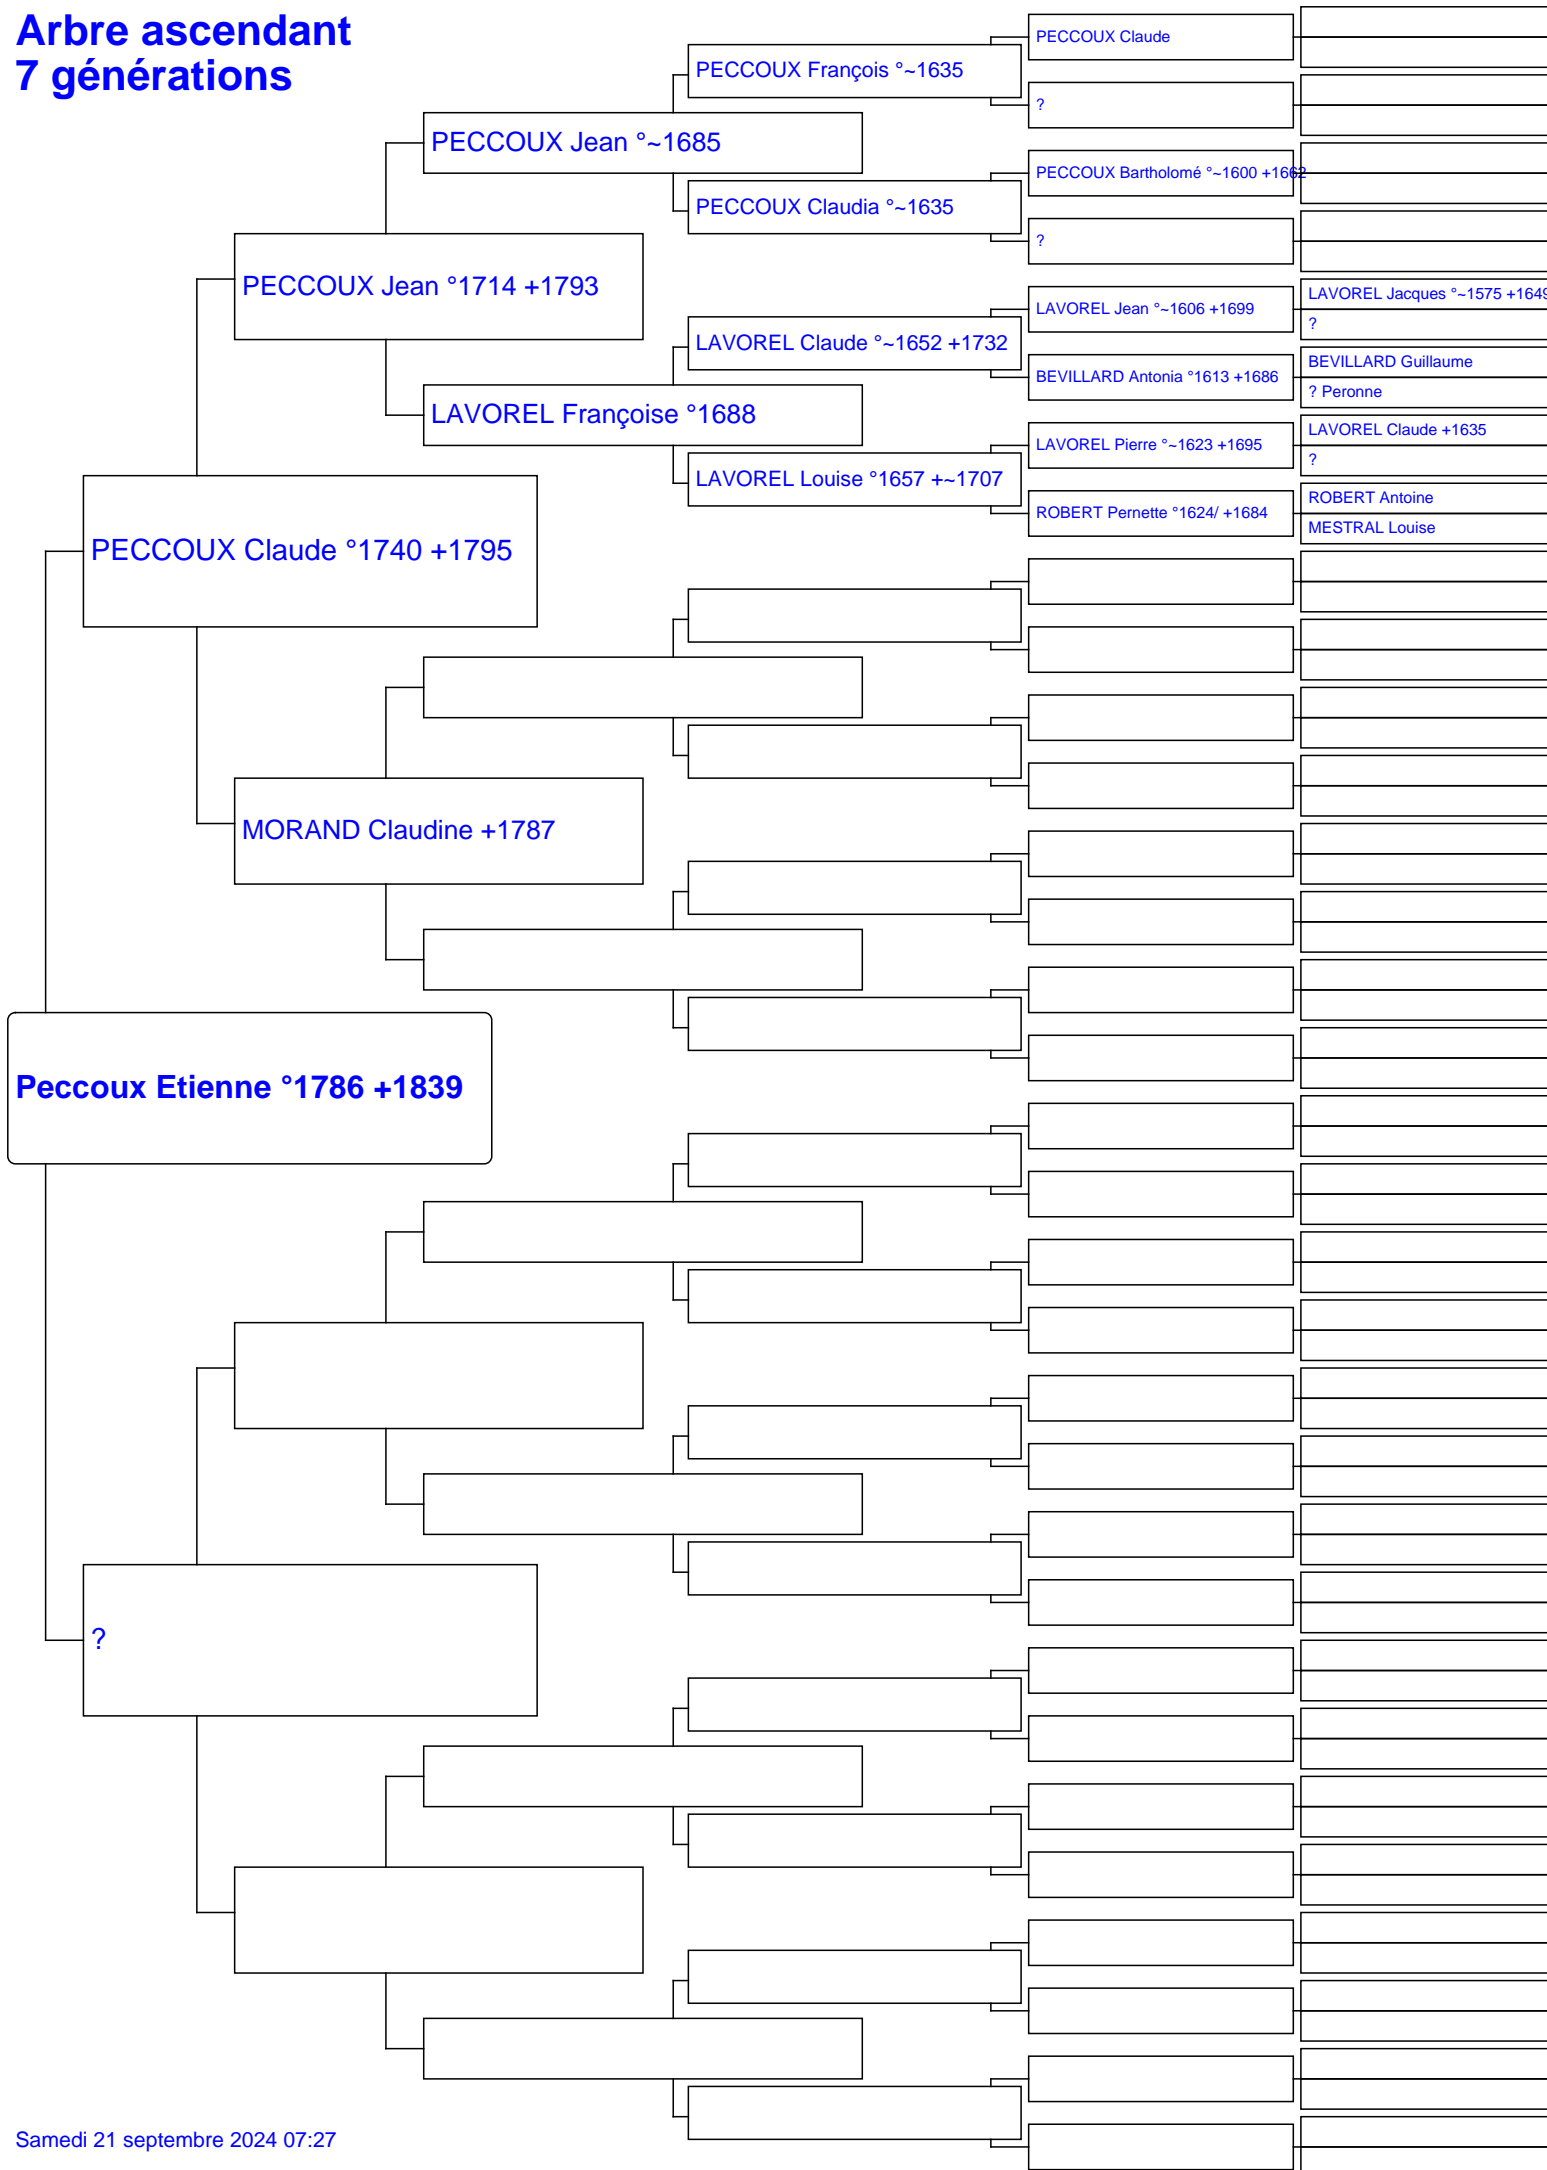 Arbre ascendant
7 générations
PECCOUX Claude
PECCOUX François °~1635
?
PECCOUX Jean °~1685
PECCOUX Bartholomé °~1600 +1662
PECCOUX Claudia °~1635
?
PECCOUX Jean °1714 +1793
LAVOREL Jacques °~1575 +1649
LAVOREL Jean °~1606 +1699
?
LAVOREL Claude °~1652 +1732
BEVILLARD Guillaume
BEVILLARD Antonia °1613 +1686
? Peronne
LAVOREL Françoise °1688
LAVOREL Claude +1635
LAVOREL Pierre °~1623 +1695
?
LAVOREL Louise °1657 +~1707
ROBERT Antoine
ROBERT Pernette °1624/ +1684
MESTRAL Louise
PECCOUX Claude °1740 +1795
MORAND Claudine +1787
Peccoux Etienne °1786 +1839
?
Samedi 21 septembre 2024 07:27